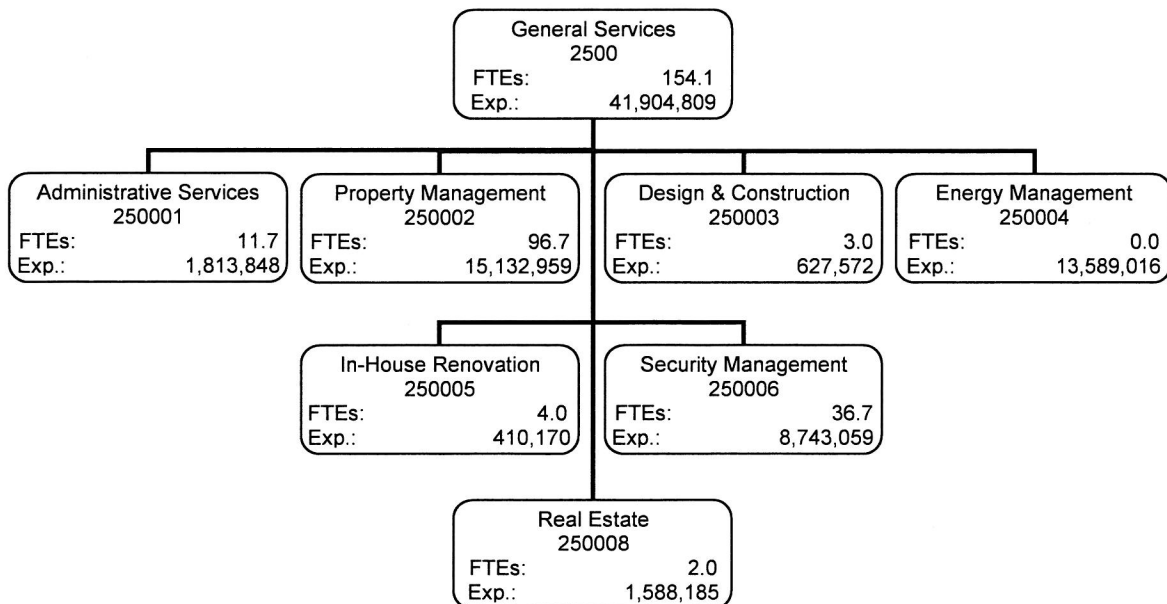 General Services
2500
FTEs: 154.1
Exp.: 41,904,809
Administrative Services
250001
FTEs: 11.7
Exp.: 1,813,848
Property Management
250002
FTEs: 96.7
Exp.: 15,132,959
Design & Construction
250003
FTEs: 3.0
Exp.: 627,572
Energy Management
250004
FTEs: 0.0
Exp.: 13,589,016
In-House Renovation
250005
FTEs: 4.0
Exp.: 410,170
Security Management
250006
FTEs: 36.7
Exp.: 8,743,059
Real Estate
250008
FTEs: 2.0
Exp.: 1,588,185